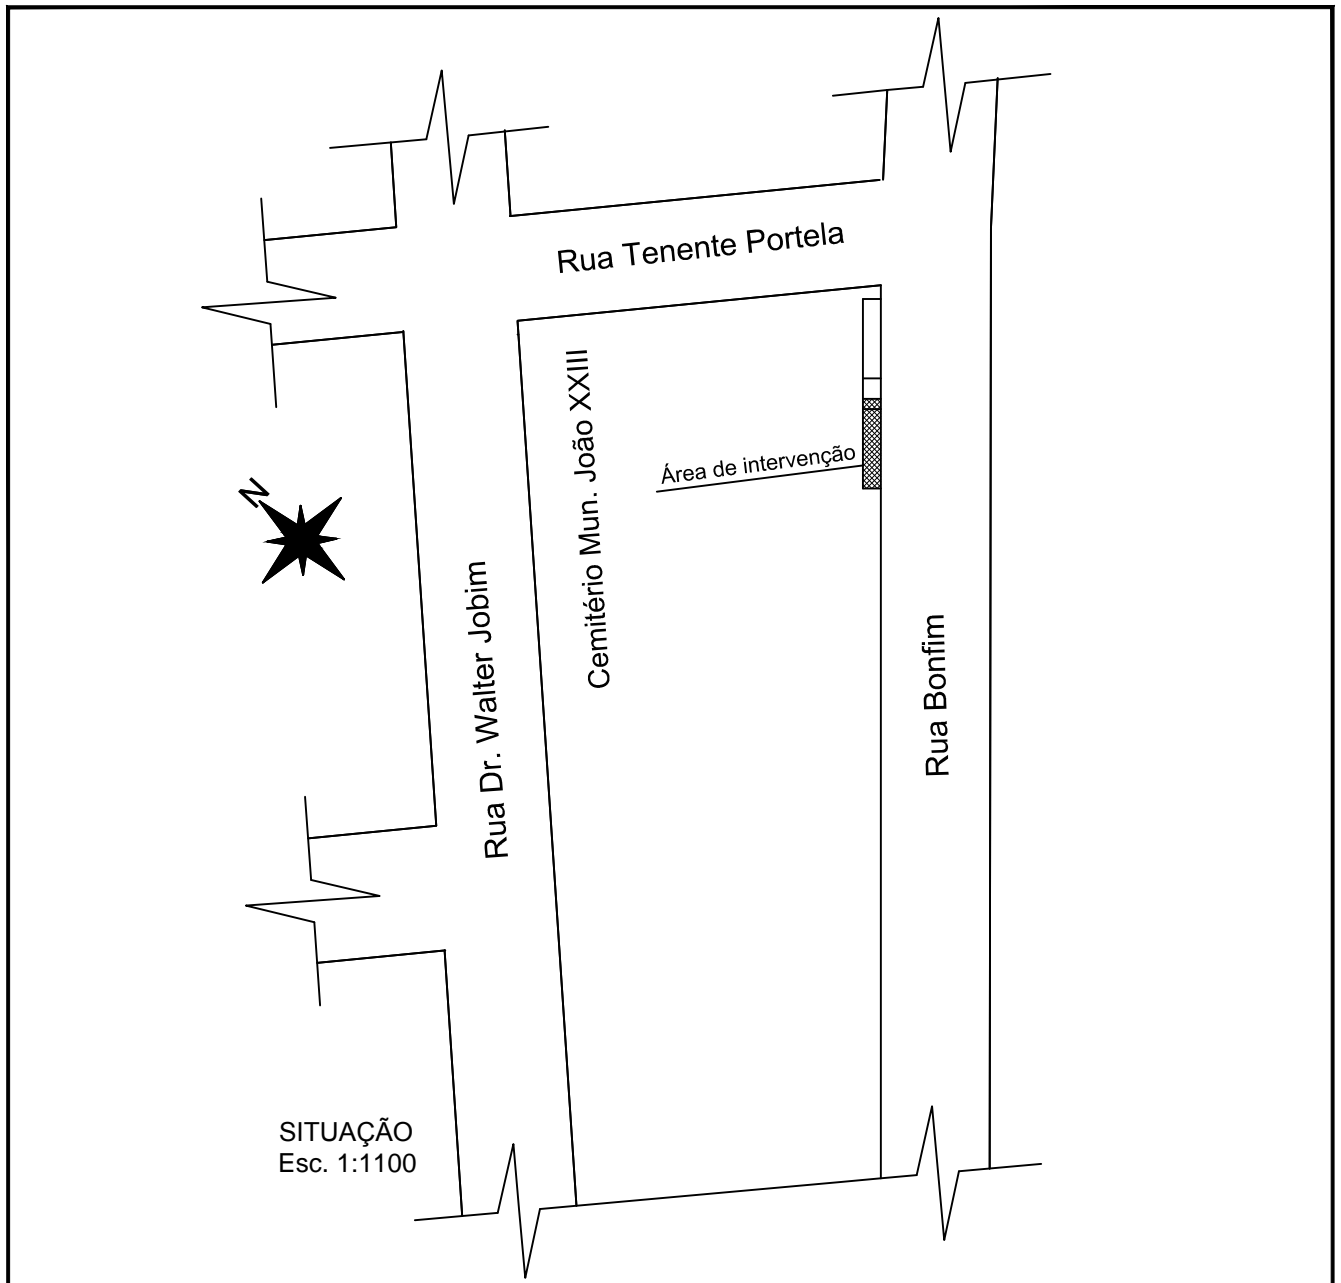 Rua Tenente Portela
Cemitério Mun. João XXIII
Área de intervenção
N
Rua Dr. Walter Jobim
Rua Bonfim
SITUAÇÃO
Esc. 1:1100